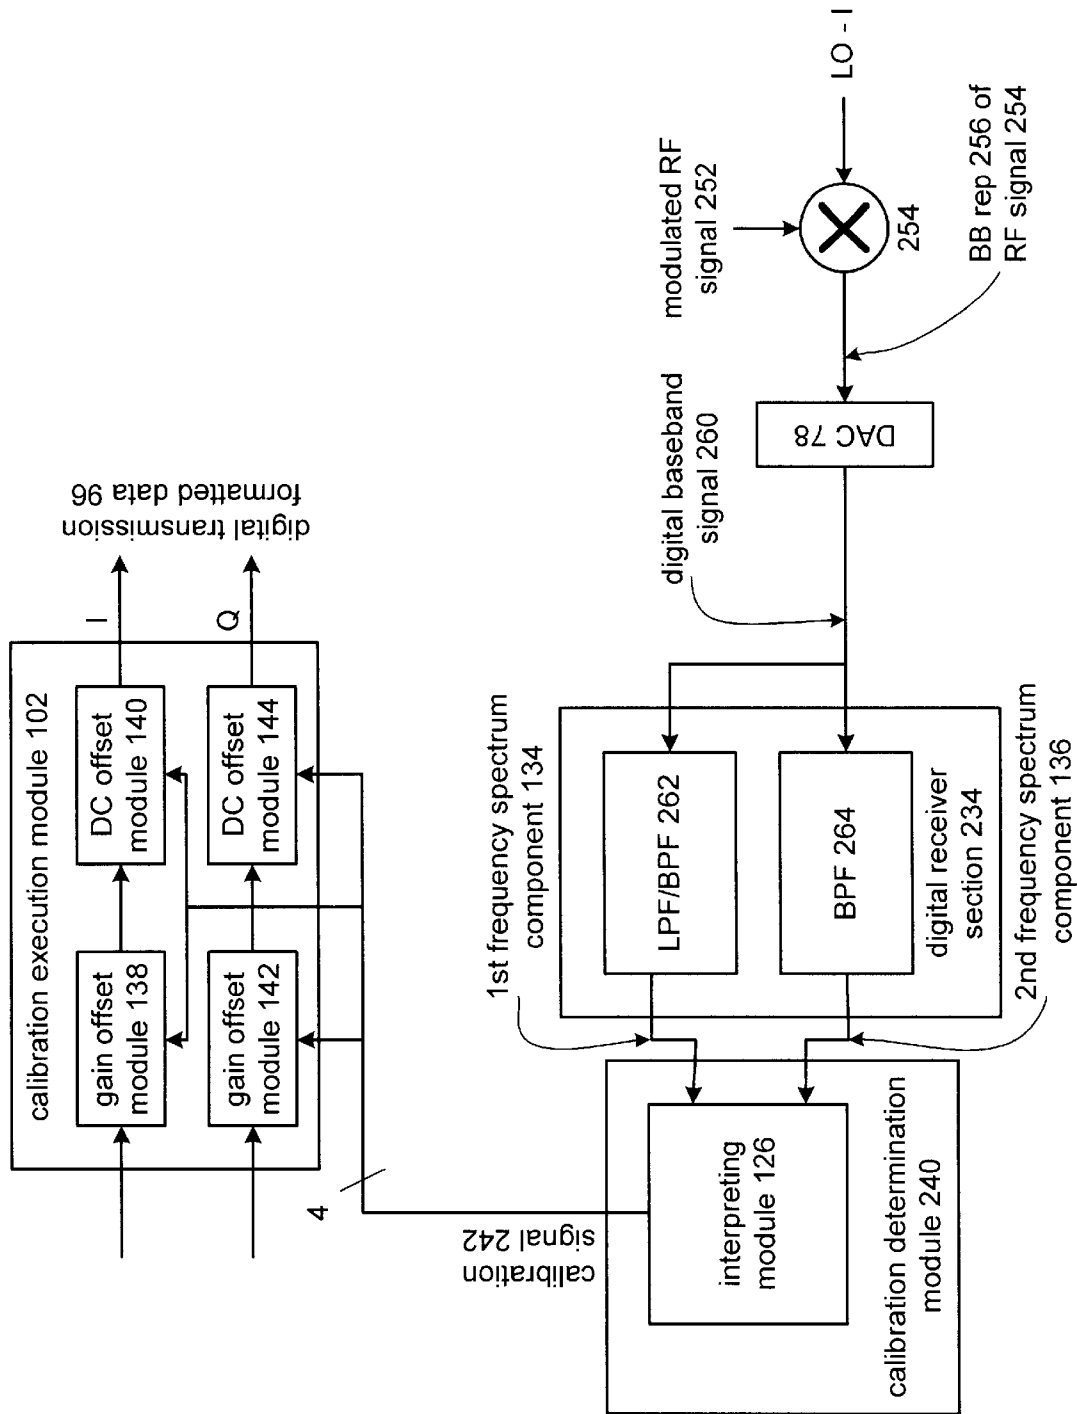 calibration execution module 102
gain offset
module 138
DC offset
module 140
gain offset
module 142
DC offset
module 144
I
Q
digital transmission
formatted data 96
4
calibration
signal 242
1st frequency spectrum
component 134
interpreting
module 126
calibration determination
module 240
LPF/BPF 262
BPF 264
digital receiver
section 234
2nd frequency spectrum
component 136
digital baseband
signal 260
DAC 78
modulated RF
signal 252
254
LO - I
BB rep 256 of
RF signal 254